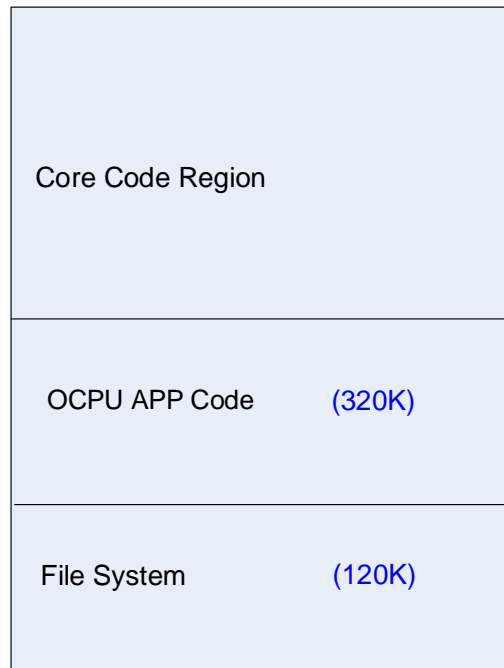 Core Code Region
OCPU APP Code (320K)
File System (120K)